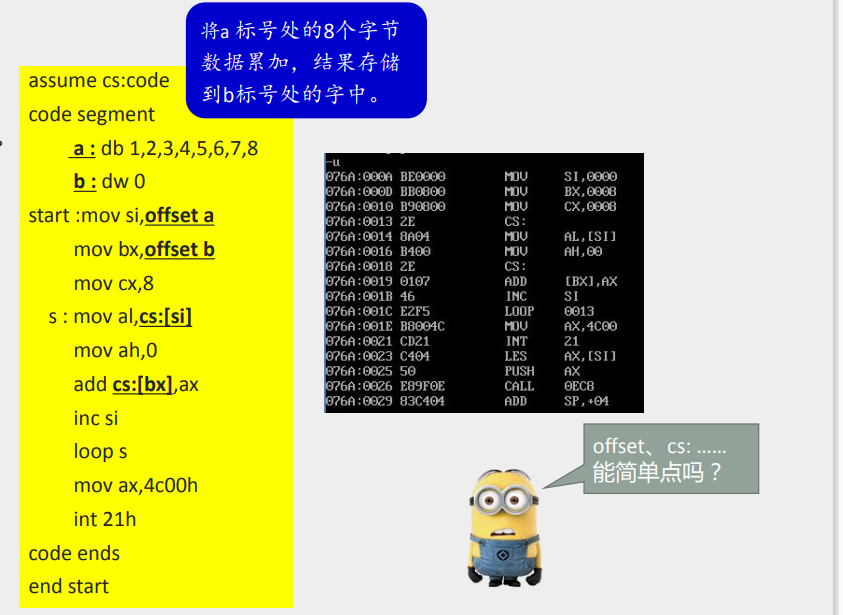 将a 标号处的8个字节
数据累加，结果存储
到b标号处的字中。
assume cs:code
code segment
a : db 1,2,3,4,5,6,7,8
b : dw 0
start :mov si,offset a
mov bx,offset b
mov cx,8
s : mov al,cs:[si]
mov ah,0
add cs:[bx],ax
inc si
loop s
mov ax,4c00h
int 21h
code ends
end start
-u
076A:000A BE0000 MOV SI,0000
076A:000D BB0800 MOV BX,0008
076A:0010 B90800 MOV CX,0008
076A:0013 2E CS:
076A:0014 8A04 MOV AL,[SI]
076A:0016 B400 MOV AH,00
076A:0018 2E CS:
076A:0019 0107 ADD [BX],AX
076A:001B 46 INC SI
076A:001C E2F5 LOOP 0013
076A:001E B8004C MOV AX,4C00
076A:0021 CD21 INT 21
076A:0023 C404 LES AX,[SI]
076A:0025 50 PUSH AX
076A:0026 E89F0E CALL 0EC8
076A:0029 83C404 ADD SP,+04
offset、cs: ......
能简单点吗？